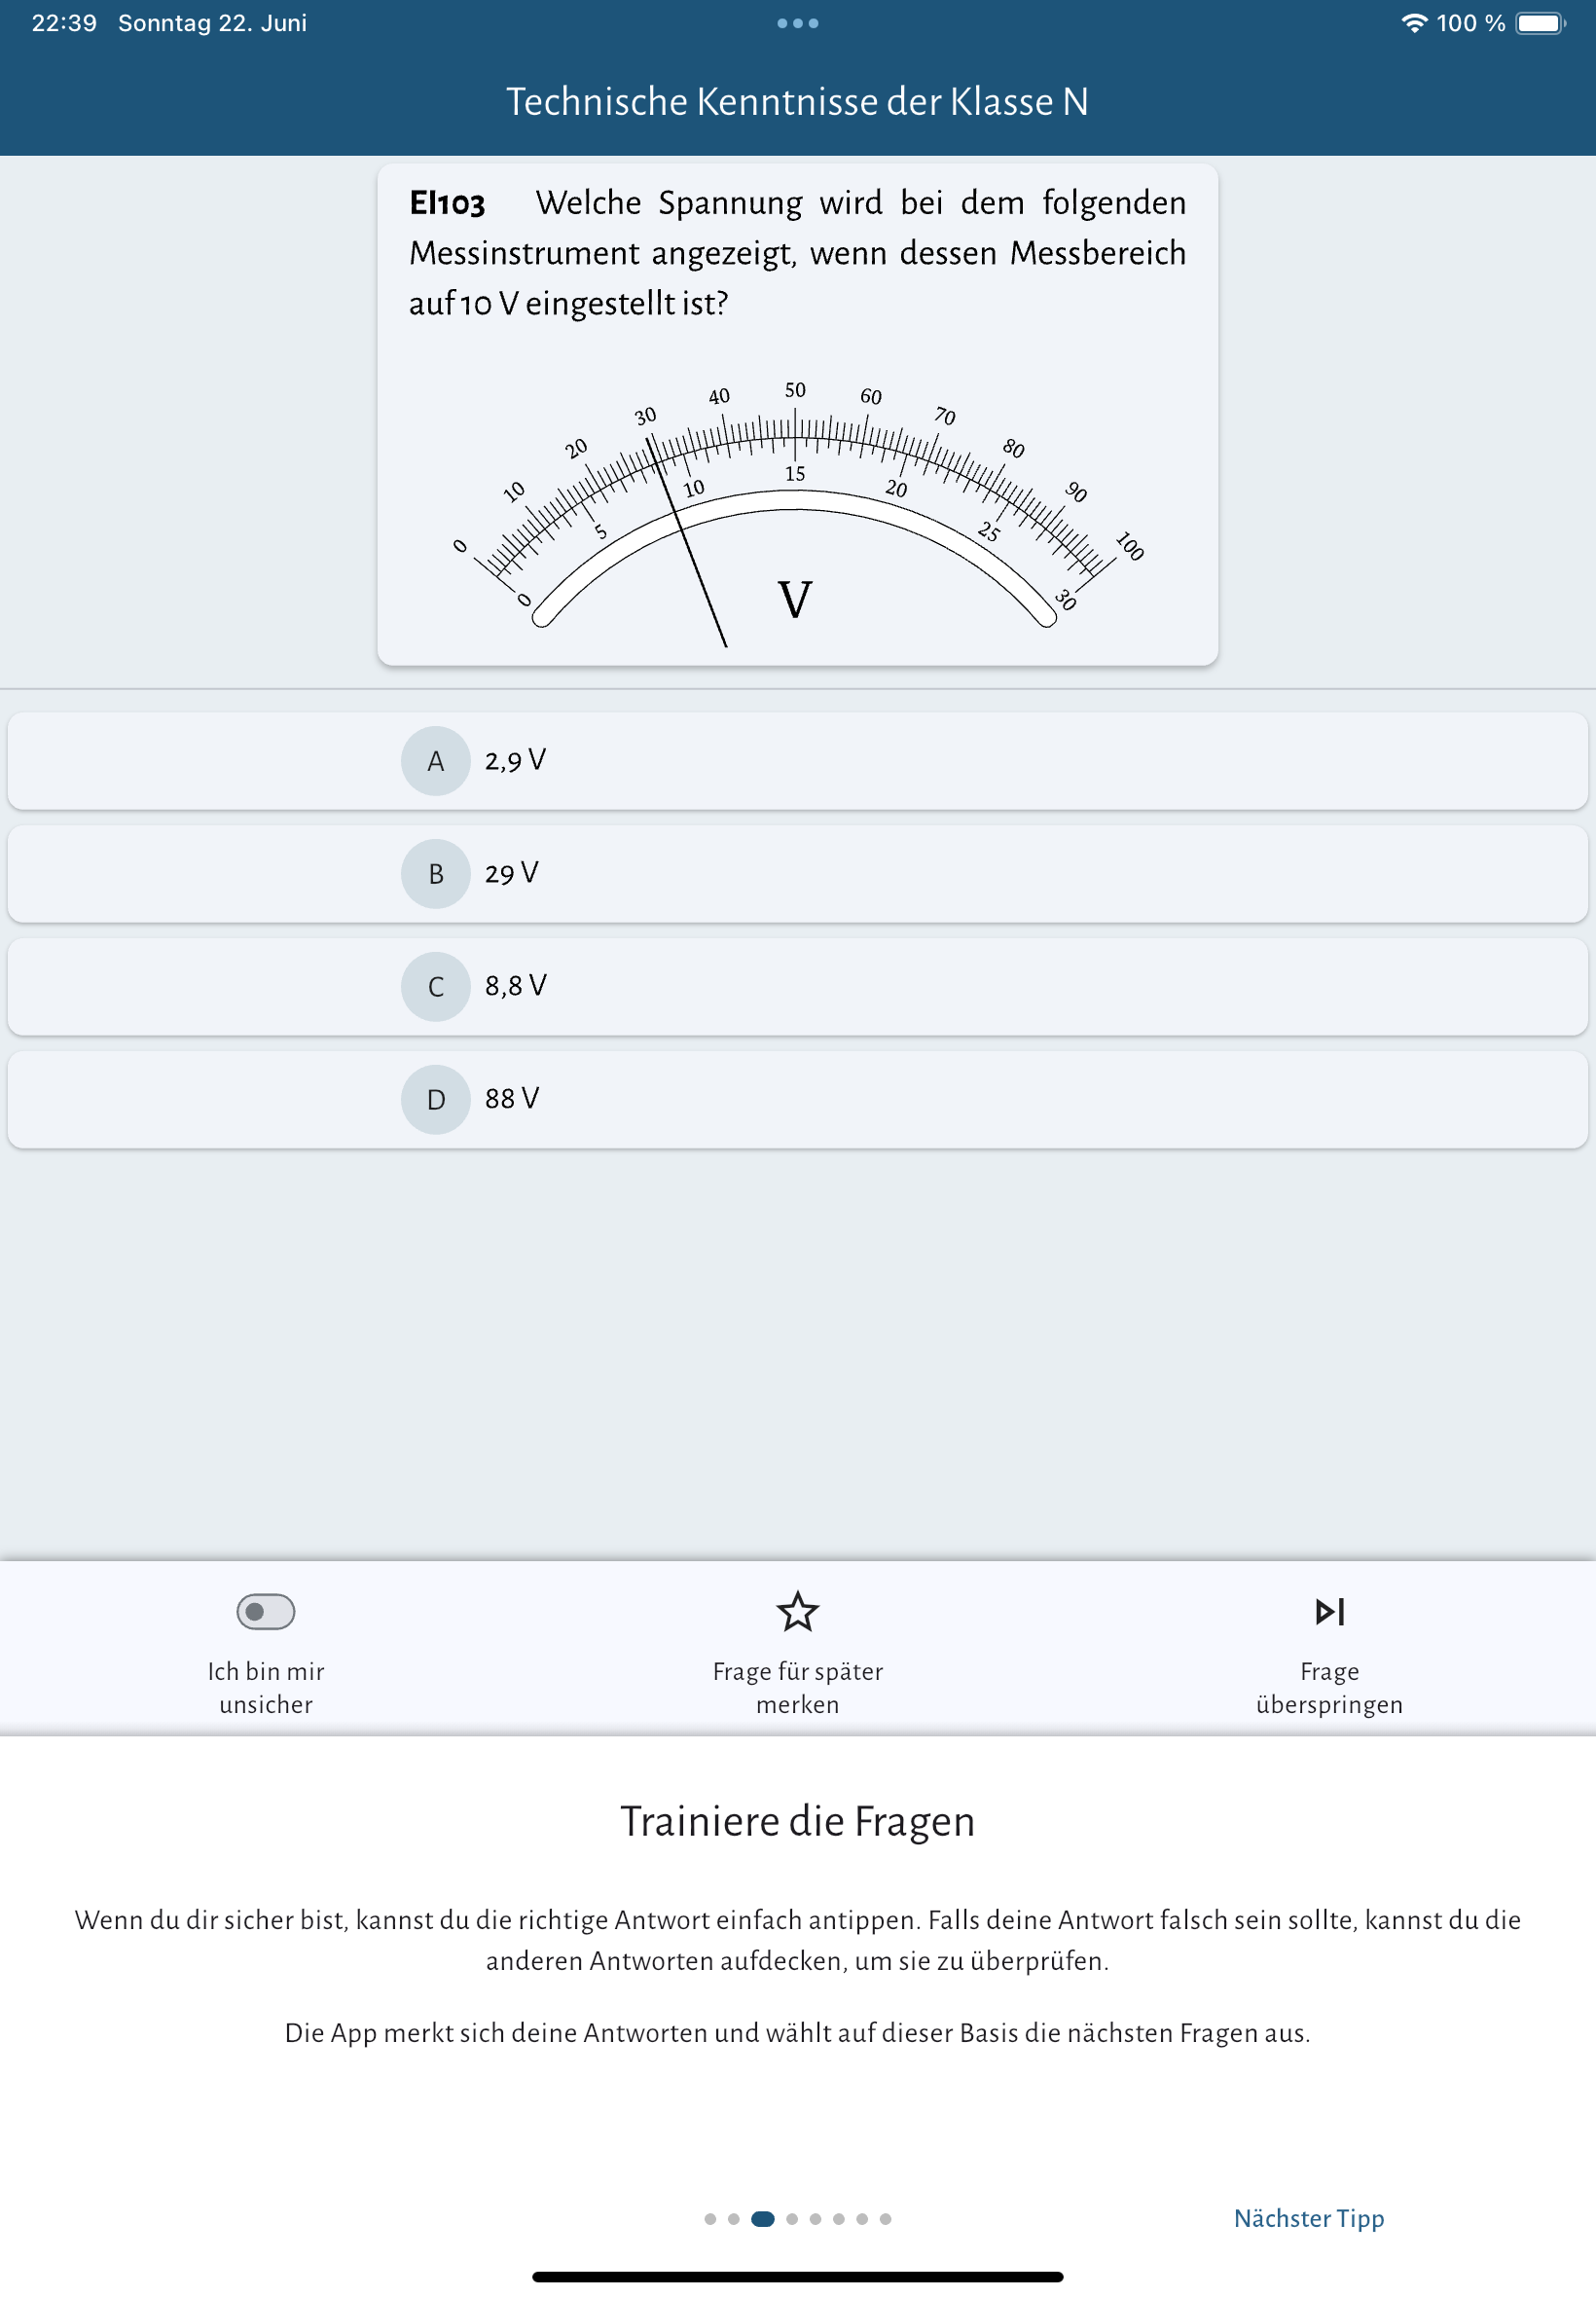 22:39 Sonntag 22. Juni
100 %
Technische Kenntnisse der Klasse N
EI103 Welche Spannung wird bei dem folgenden
Messinstrument angezeigt, wenn dessen Messbereich
auf 10 V eingestellt ist?
0 10 20 30 40 50 60 70 80 90 100
0 5 10 15 20 25 30
V
A 2,9 V
B 29 V
C 8,8 V
D 88 V
Ich bin mir
unsicher
Frage für später
merken
Frage
überspringen
Trainiere die Fragen
Wenn du dir sicher bist, kannst du die richtige Antwort einfach antippen. Falls deine Antwort falsch sein sollte, kannst du die
anderen Antworten aufdecken, um sie zu überprüfen.
Die App merkt sich deine Antworten und wählt auf dieser Basis die nächsten Fragen aus.
Nächster Tipp